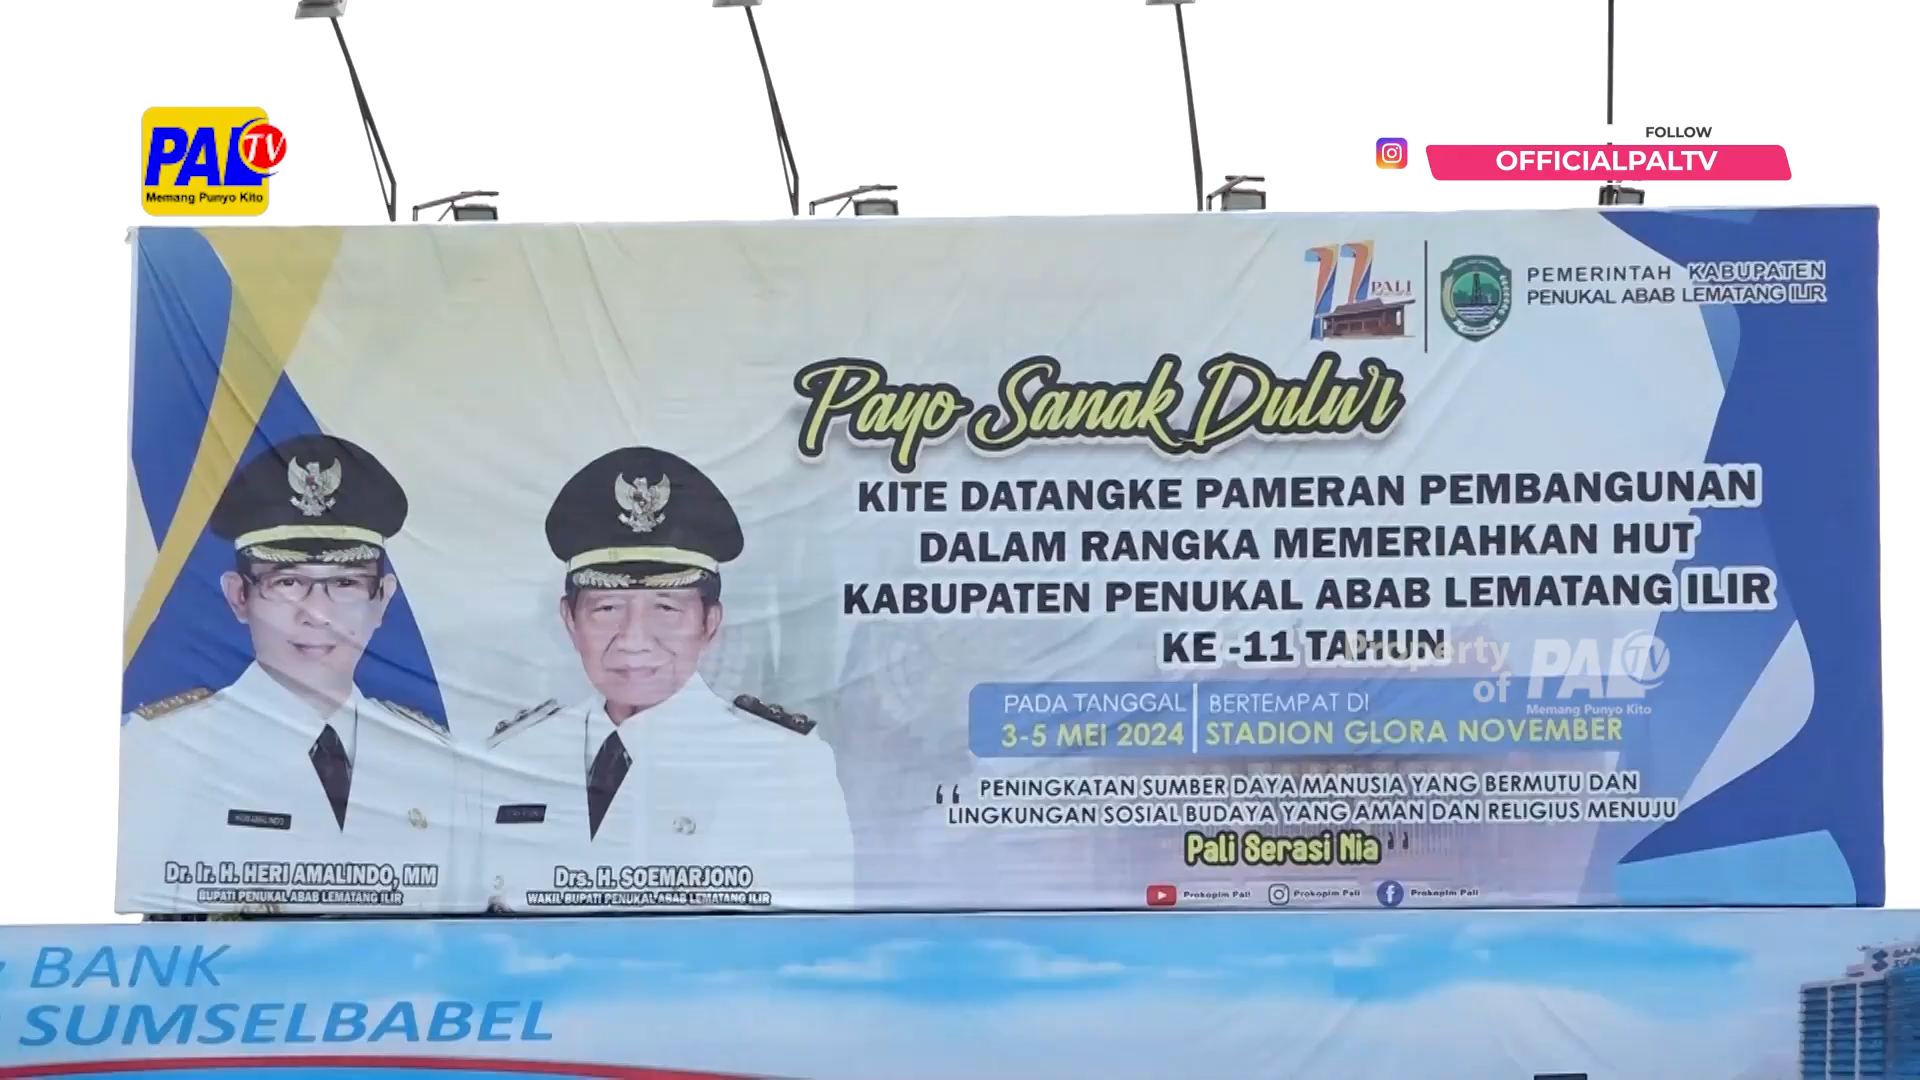 PAL TV
Memang Punyo Kito
FOLLOW
OFFICIALPALTV
11
PALI
PEMERINTAH KABUPATEN
PENUKAL ABAB LEMATANG ILIR
Payo Sanak Dulur
KITE DATANGKE PAMERAN PEMBANGUNAN
DALAM RANGKA MEMERIAHKAN HUT
KABUPATEN PENUKAL ABAB LEMATANG ILIR
KE -11 TAHUN
Property
of PAL TV
Memang Punyo Kito
PADA TANGGAL
3-5 MEI 2024
BERTEMPAT DI
STADION GLORA NOVEMBER
“ PENINGKATAN SUMBER DAYA MANUSIA YANG BERMUTU DAN
LINGKUNGAN SOSIAL BUDAYA YANG AMAN DAN RELIGIUS MENUJU
Pali Serasi Nia "
Dr. Ir. H. HERI AMALINDO, MM
BUPATI PENUKAL ABAB LEMATANG ILIR
Drs. H. SOEMARJONO
WAKIL BUPATI PENUKAL ABAB LEMATANG ILIR
Prokopim Pali
Prokopim Pali
Prokopim Pali
BANK
SUMSELBABEL